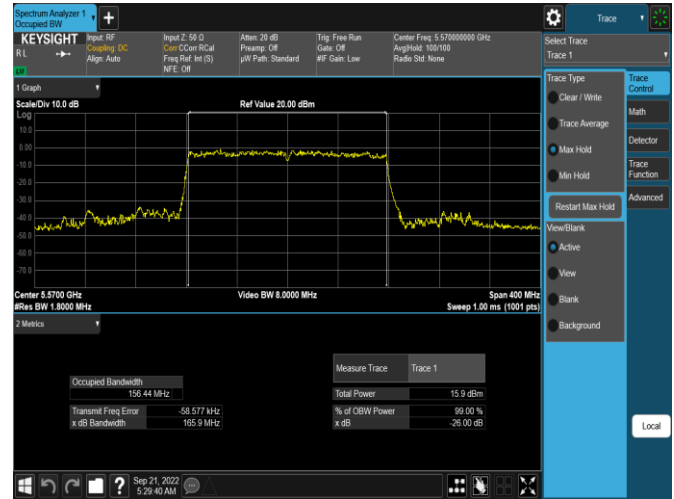 Spectrum Analyzer 1
Occupied BW
+
KEYSIGHT
RL
Input: RF
Coupling: DC
Align: Auto
Input Z: 50 Ω
Corr CCorr RCal
Freq Ref: Int (S)
NFE: Off
Atten: 20 dB
Preamp: Off
µW Path: Standard
Trig: Free Run
Gate: Off
#IF Gain: Low
Center Freq: 5.570000000 GHz
Avg|Hold: 100/100
Radio Std: None
1 Graph
Scale/Div 10.0 dB
Ref Value 20.00 dBm
Log
10.0
0.00
-10.0
-20.0
-30.0
-40.0
-50.0
-60.0
-70.0
Center 5.5700 GHz
Video BW 8.0000 MHz
Span 400 MHz
#Res BW 1.8000 MHz
Sweep 1.00 ms (1001 pts)
2 Metrics
Measure Trace
Trace 1
Occupied Bandwidth
156.44 MHz
Total Power
15.9 dBm
Transmit Freq Error
-58.577 kHz
% of OBW Power
99.00 %
x dB Bandwidth
165.9 MHz
x dB
-26.00 dB
?
Sep 21, 2022
5:29:40 AM
Trace
Select Trace
Trace 1
Trace Type
Clear / Write
Trace Average
Max Hold
Min Hold
Restart Max Hold
View/Blank
Active
View
Blank
Background
Trace
Control
Math
Detector
Trace
Function
Advanced
Local